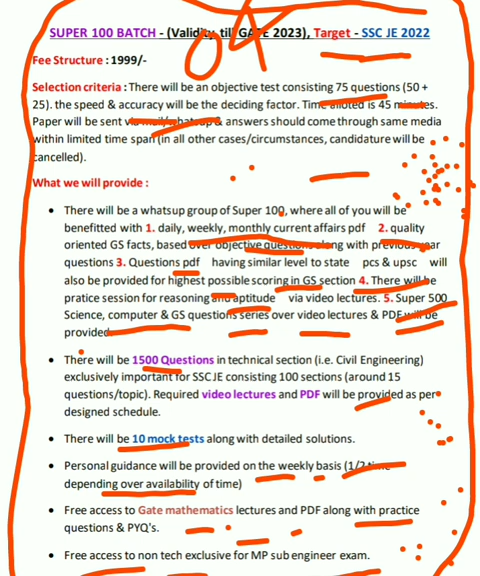 SUPER 100 BATCH - (Validity till GATE 2023), Target - SSC JE 2022
Fee Structure : 1999/-
Selection criteria : There will be an objective test consisting 75 questions (50 +
25). the speed & accuracy will be the deciding factor. Time alloted is 45 minutes.
Paper will be sent via mail/whatsup & answers should come through same media
within limited time span (in all other cases/circumstances, candidature will be
cancelled).
What we will provide :
• There will be a whatsup group of Super 100, where all of you will be
benefitted with 1. daily, weekly, monthly current affairs pdf 2. quality
oriented GS facts, based over objective questions along with previous year
questions 3. Questions pdf having similar level to state pcs & upsc will
also be provided for highest possible scoring in GS section 4. There will be
pratice session for reasoning and aptitude via video lectures. 5. Super 500
Science, computer & GS questions series over video lectures & PDF will be
provided
• There will be 1500 Questions in technical section (i.e. Civil Engineering)
exclusively important for SSC JE consisting 100 sections (around 15
questions/topic). Required video lectures and PDF will be provided as per
designed schedule.
• There will be 10 mock tests along with detailed solutions.
• Personal guidance will be provided on the weekly basis (1/2 time
depending over availability of time)
• Free access to Gate mathematics lectures and PDF along with practice
questions & PYQ's.
• Free access to non tech exclusive for MP sub engineer exam.